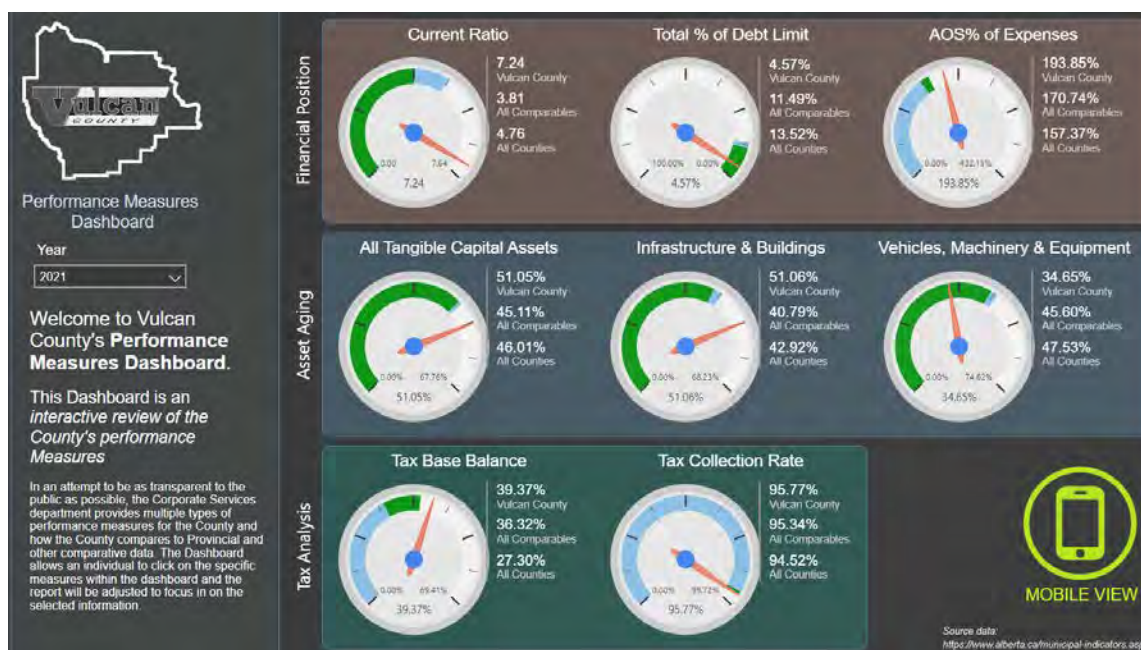 Vulcan
COUNTY
Performance Measures
Dashboard
Year
2021
Welcome to Vulcan
County's Performance
Measures Dashboard.
This Dashboard is an
interactive review of the
County's performance
Measures
In an attempt to be as transparent to the
public as possible, the Corporate Services
department provides multiple types of
performance measures for the County and
how the County compares to Provincial and
other comparative data. The Dashboard
allows an individual to click on the specific
measures within the dashboard and the
report will be adjusted to focus in on the
selected information.
Financial Position
Current Ratio
7.24
Vulcan County
3.81
All Comparables
4.76
All Counties
0.00
7.64
7.24
Total % of Debt Limit
4.57%
Vulcan County
11.49%
All Comparables
13.52%
All Counties
100.00%
0.00%
4.57%
AOS% of Expenses
193.85%
Vulcan County
170.74%
All Comparables
157.37%
All Counties
0.00%
193.85%
Asset Aging
All Tangible Capital Assets
51.05%
Vulcan County
45.11%
All Comparables
46.01%
All Counties
0.00%
67.76%
51.05%
Infrastructure & Buildings
51.06%
Vulcan County
40.79%
All Comparables
42.92%
All Counties
0.00%
68.23%
51.06%
Vehicles, Machinery & Equipment
34.65%
Vulcan County
45.60%
All Comparables
47.53%
All Counties
0.00%
74.62%
34.65%
Tax Analysis
Tax Base Balance
39.37%
Vulcan County
36.32%
All Comparables
27.30%
All Counties
0.00%
69.41%
39.37%
Tax Collection Rate
95.77%
Vulcan County
95.34%
All Comparables
94.52%
All Counties
0.00%
95.77%
MOBILE VIEW
Source data:
https://www.alberta.ca/municipal-indicators.as